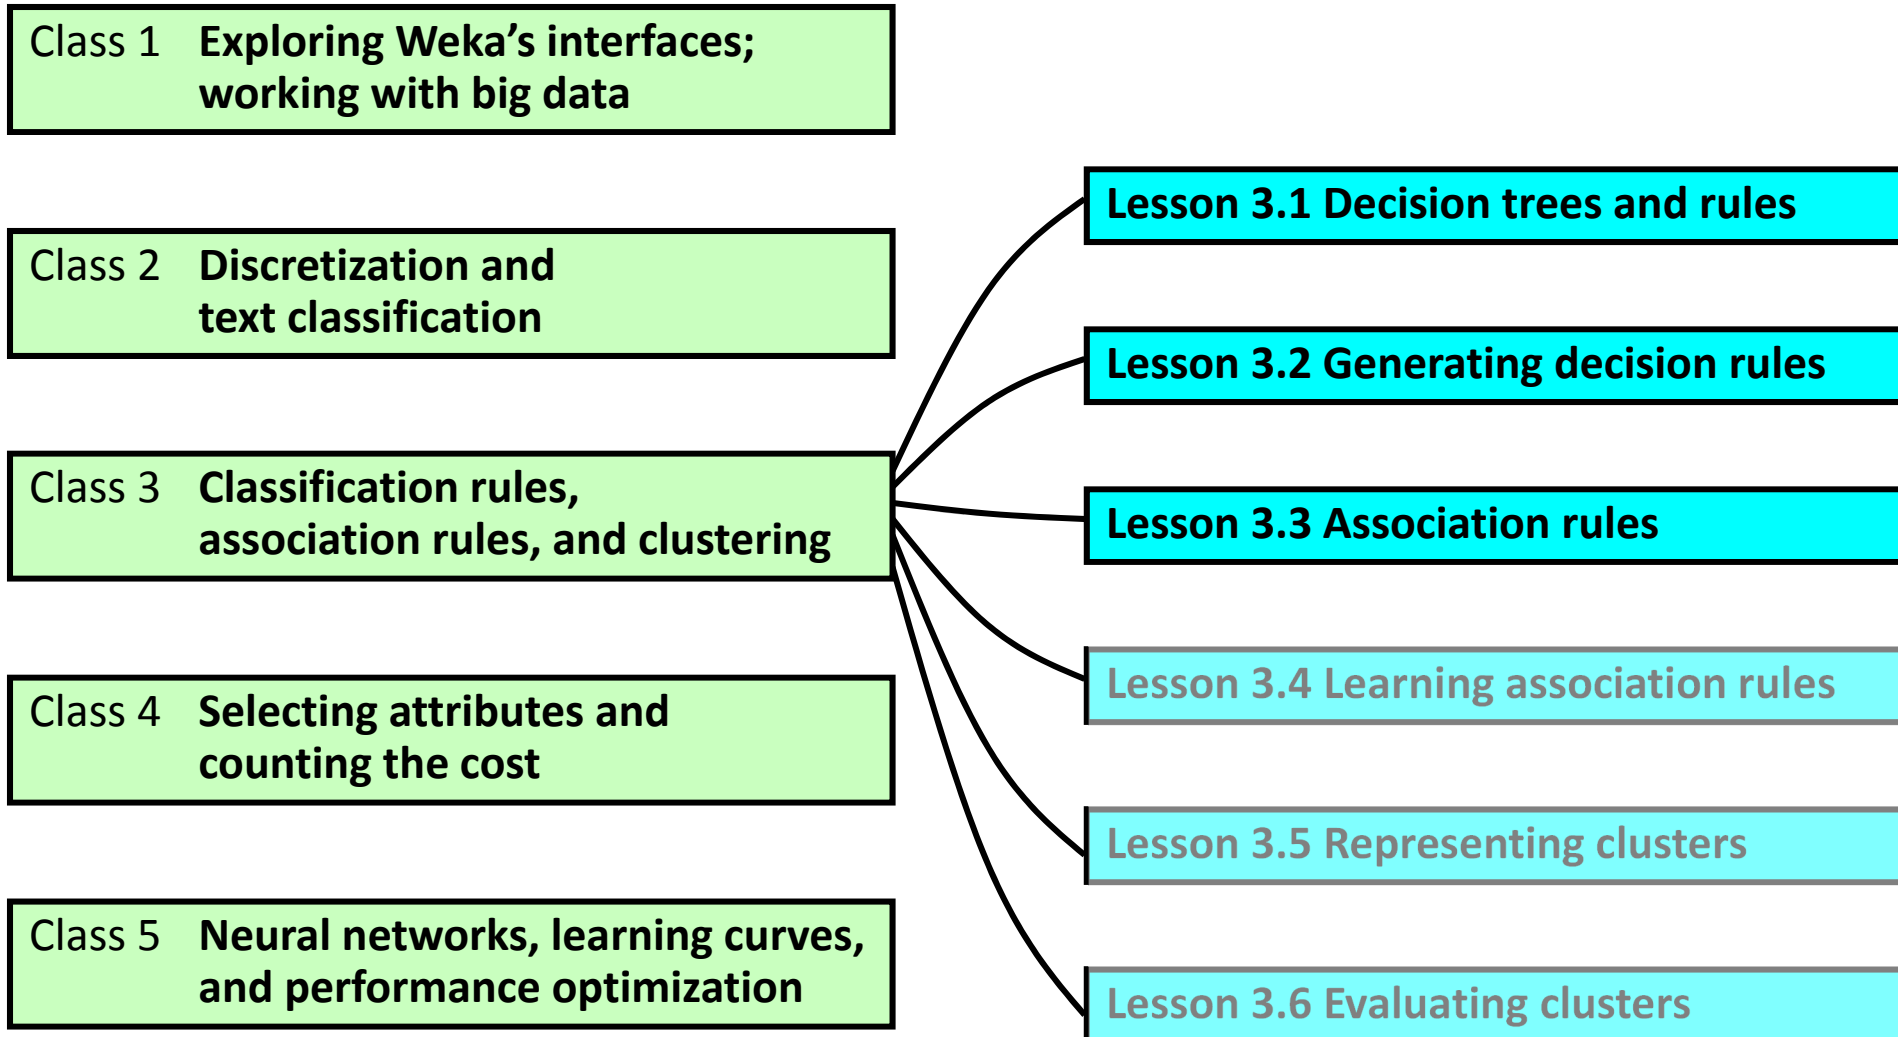 Class 1 Exploring Weka’s interfaces;
working with big data
Class 2 Discretization and
text classification
Class 3 Classification rules,
association rules, and clustering
Class 4 Selecting attributes and
counting the cost
Class 5 Neural networks, learning curves,
and performance optimization
Lesson 3.1 Decision trees and rules
Lesson 3.2 Generating decision rules
Lesson 3.3 Association rules
Lesson 3.4 Learning association rules
Lesson 3.5 Representing clusters
Lesson 3.6 Evaluating clusters